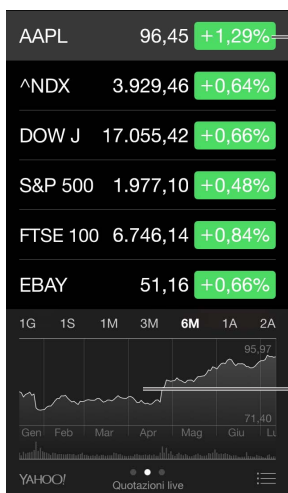 AAPL 96,45 +1,29%
^NDX 3.929,46 +0,64%
DOW J 17.055,42 +0,66%
S&P 500 1.977,10 +0,48%
FTSE 100 6.746,14 +0,84%
EBAY 51,16 +0,66%
1G 1S 1M 3M 6M 1A 2A
95,97
71,40
Gen Feb Mar Apr Mag Giu Lu
YAHOO!
Quotazioni live